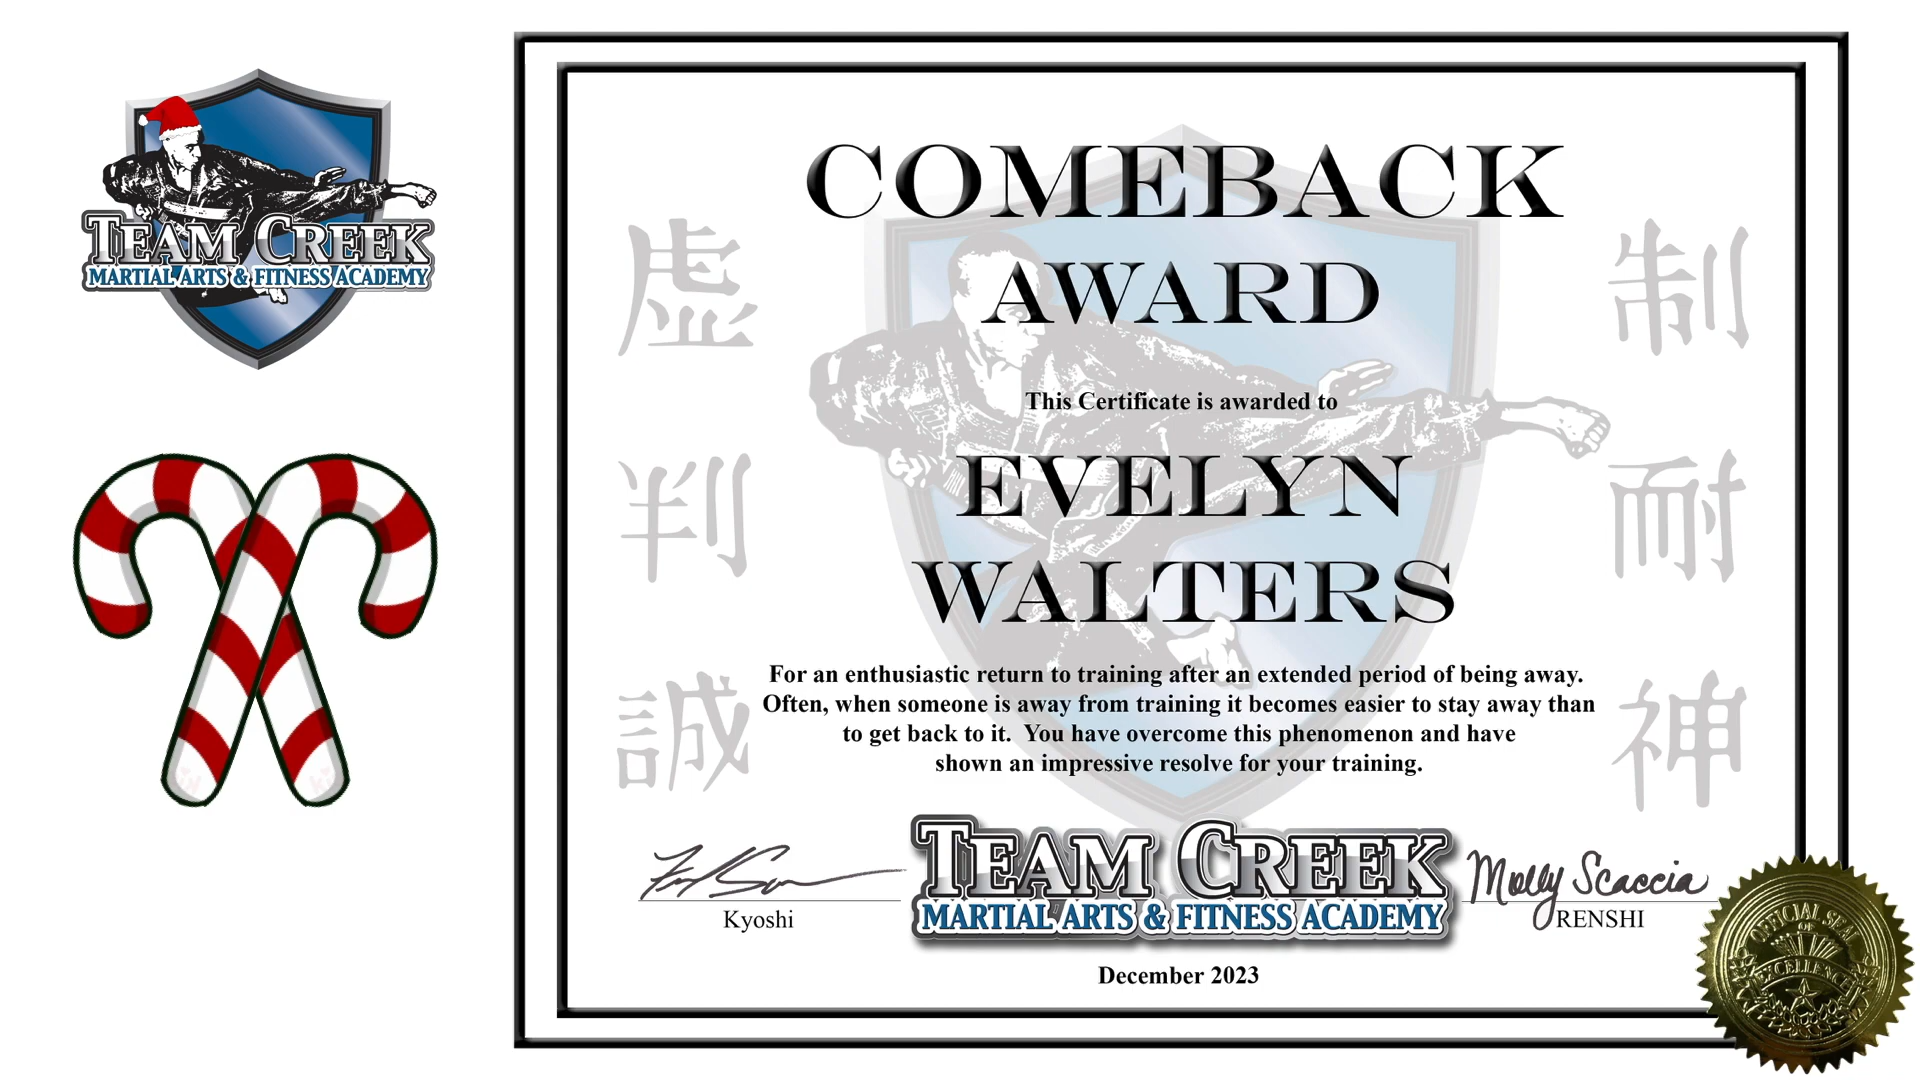 TEAM CREEK
MARTIAL ARTS & FITNESS ACADEMY
COMEBACK
AWARD
This Certificate is awarded to
EVELYN
WALTERS
For an enthusiastic return to training after an extended period of being away.
Often, when someone is away from training it becomes easier to stay away than
to get back to it.  You have overcome this phenomenon and have
shown an impressive resolve for your training.
虚
判
誠
制
耐
神
TEAM CREEK
MARTIAL ARTS & FITNESS ACADEMY
Kyoshi
Molly Scaccia
RENSHI
December 2023
OFFICIAL SEAL
OF
EXCELLENCE